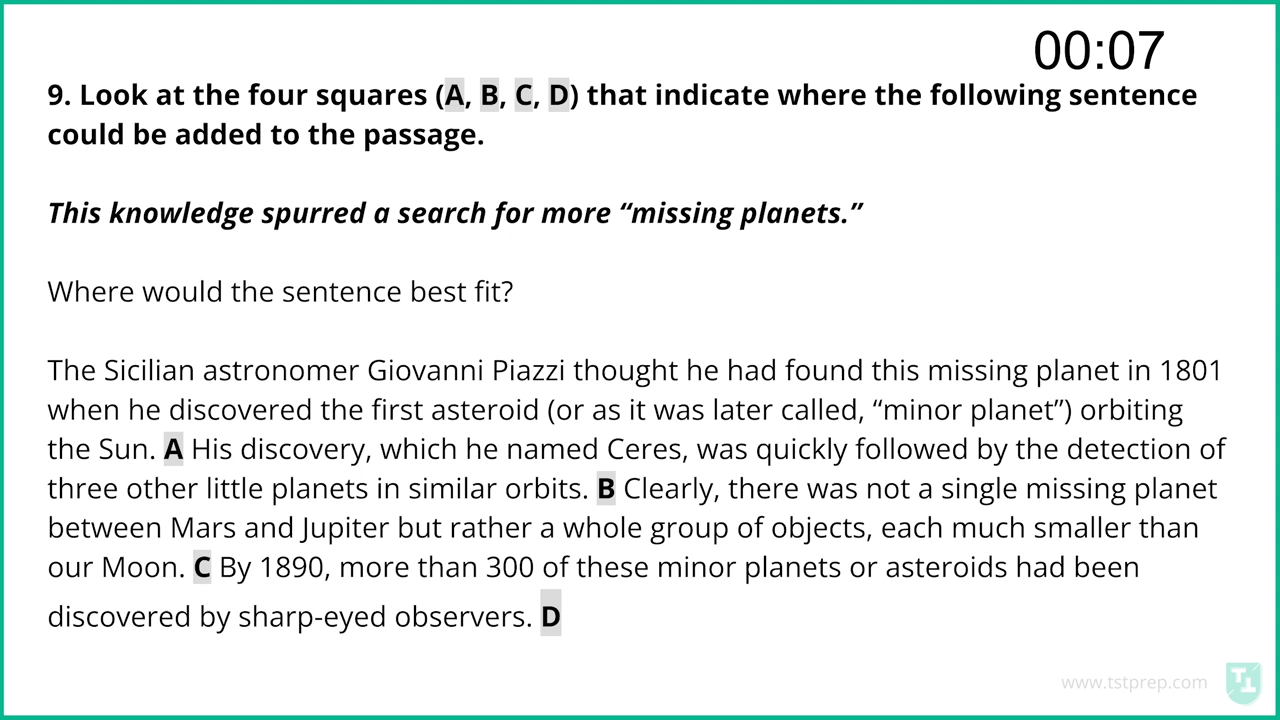 00:07
9. Look at the four squares (A, B, C, D) that indicate where the following sentence
could be added to the passage.
This knowledge spurred a search for more “missing planets.”
Where would the sentence best fit?
The Sicilian astronomer Giovanni Piazzi thought he had found this missing planet in 1801
when he discovered the first asteroid (or as it was later called, “minor planet”) orbiting
the Sun. A His discovery, which he named Ceres, was quickly followed by the detection of
three other little planets in similar orbits. B Clearly, there was not a single missing planet
between Mars and Jupiter but rather a whole group of objects, each much smaller than
our Moon. C By 1890, more than 300 of these minor planets or asteroids had been
discovered by sharp-eyed observers. D
www.tstprep.com